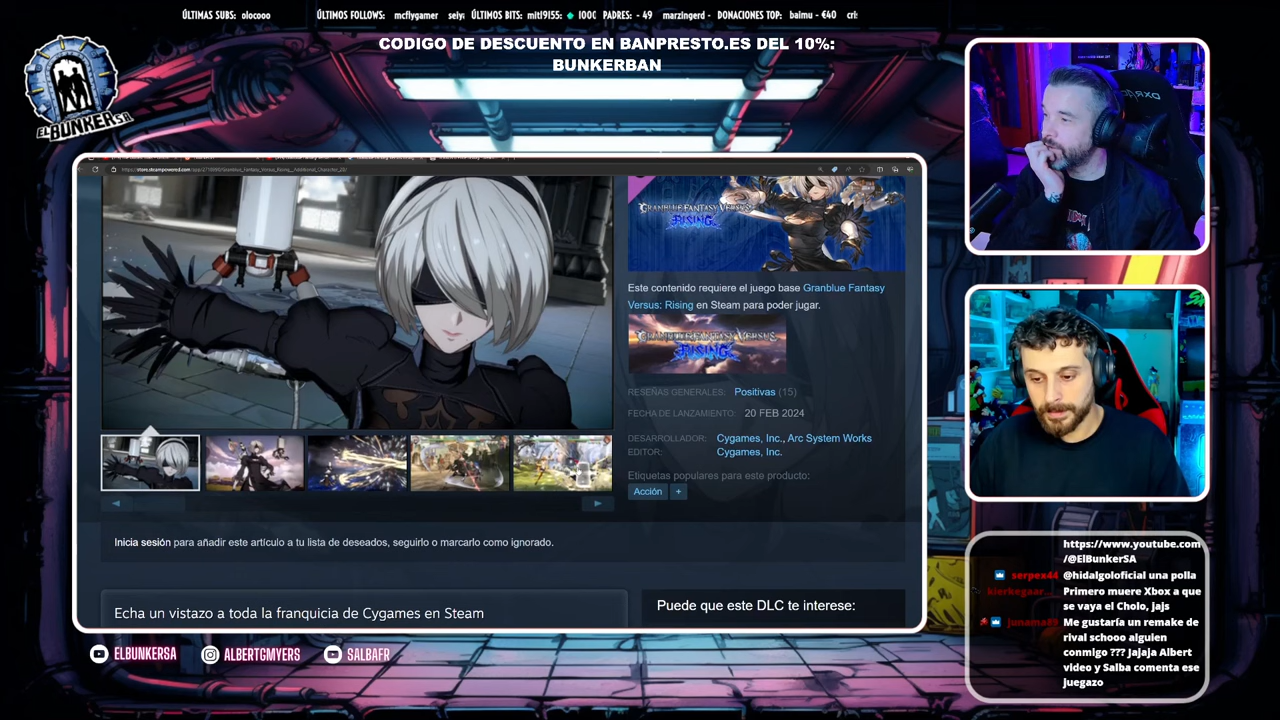 ÚLTIMAS SUBS: olocooo
ÚLTIMOS FOLLOWS: mcflygamer
ÚLTIMOS BITS: mitl9155:
PADRES: - 49 marzingerd -
DONACIONES TOP: baimu - €40
CODIGO DE DESCUENTO EN BANPRESTO.ES DEL 10%:
BUNKERBAN
EL BUNKER SA
GRANBLUE FANTASY VERSUS
RISING
Este contenido requiere el juego base Granblue Fantasy
Versus: Rising en Steam para poder jugar.
GRANBLUE FANTASY VERSUS
RISING
RESEÑAS GENERALES: Positivas (15)
FECHA DE LANZAMIENTO: 20 FEB 2024
DESARROLLADOR: Cygames, Inc., Arc System Works
EDITOR: Cygames, Inc.
Etiquetas populares para este producto:
Acción +
Inicia sesión para añadir este artículo a tu lista de deseados, seguirlo o marcarlo como ignorado.
Echa un vistazo a toda la franquicia de Cygames en Steam
Puede que este DLC te interese:
ELBUNKERSA ALBERTGMYERS SALBAFR
https://www.youtube.com
/@ElBunkerSA
serpex44 @hidalgoloficial una polla
kierkegaar... Primero muere Xbox a que
se vaya el Cholo, jajs
Me gustaría un remake de
rival schooo alguien
conmigo ??? Jajaja Albert
video y Salba comenta ese
juegazo